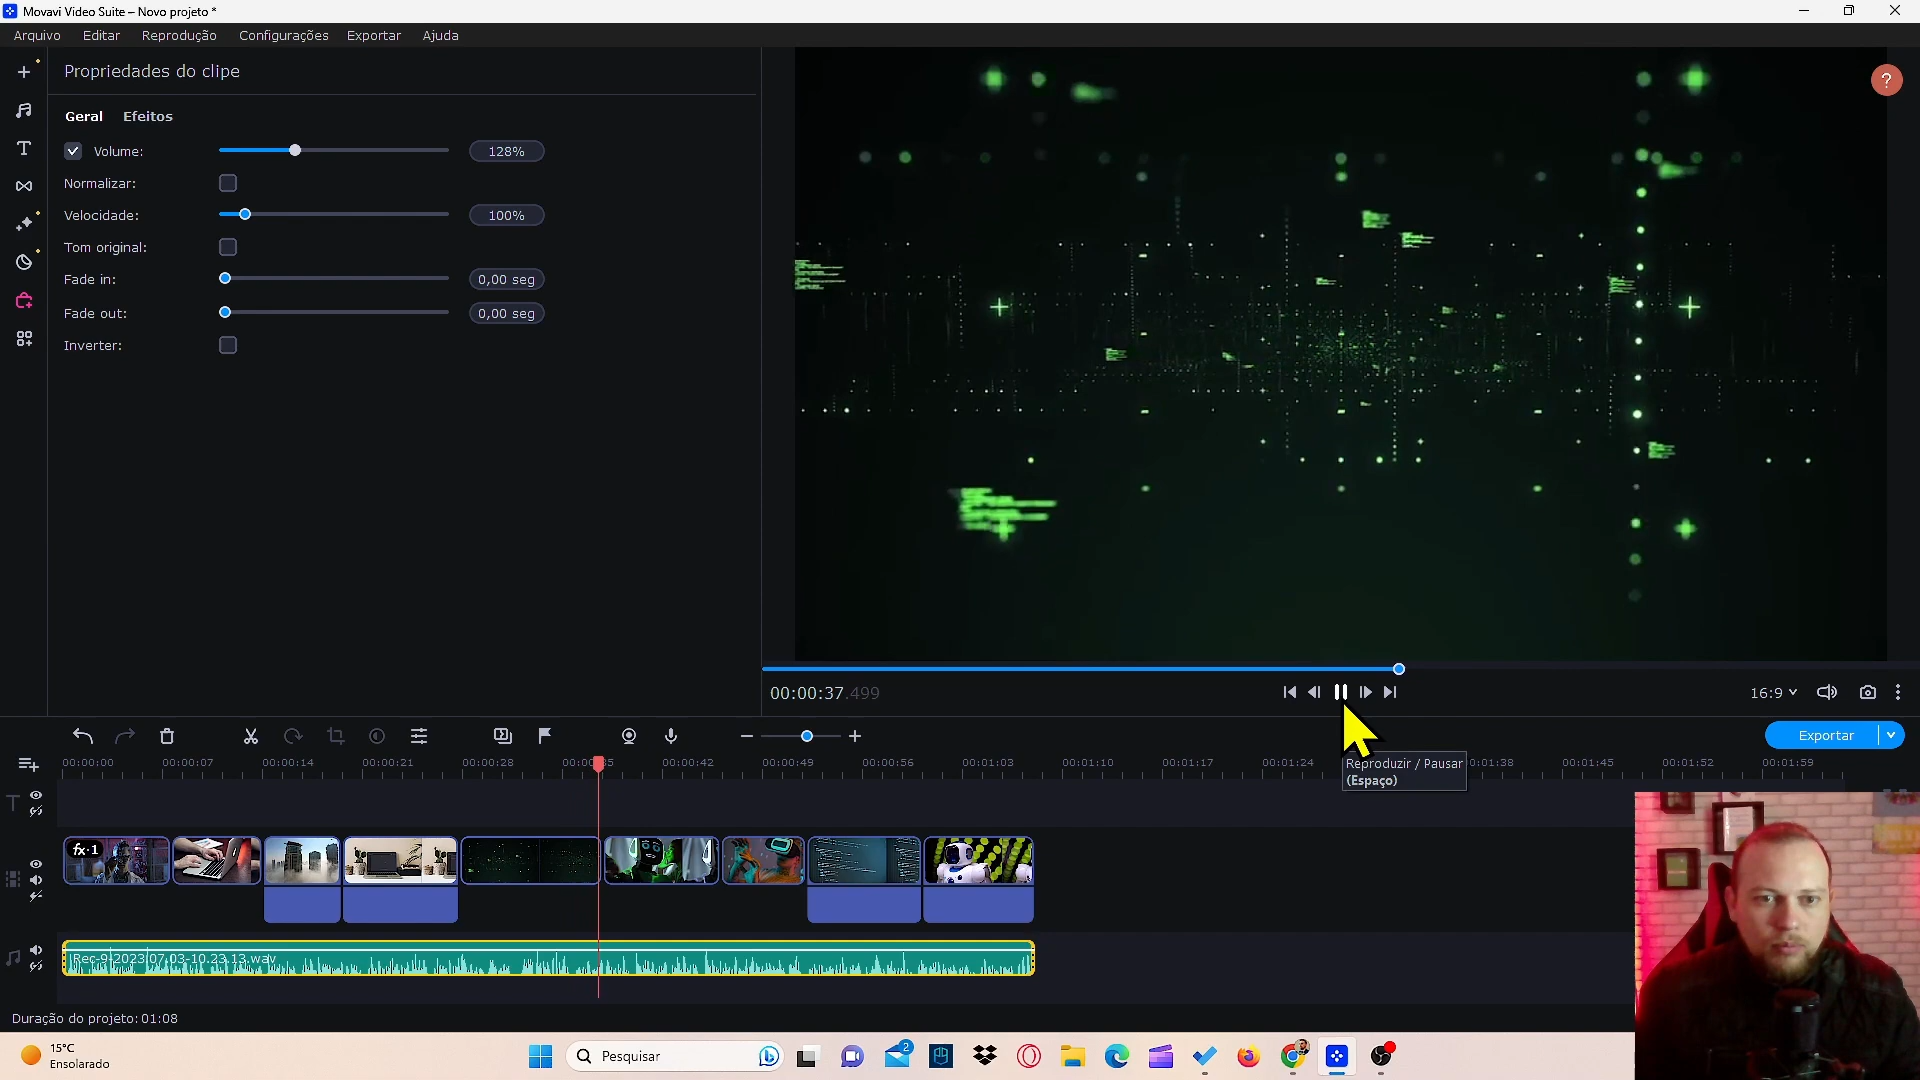 Movavi Video Suite – Novo projeto *
Arquivo Editar Reprodução Configurações Exportar Ajuda
Propriedades do clipe
?
Geral Efeitos
Volume: 128%
Normalizar:
Velocidade: 100%
Tom original:
Fade in: 0,00 seg
Fade out: 0,00 seg
Inverter:
00:00:37.499
16:9
Exportar
00:00:00 00:00:07 00:00:14 00:00:21 00:00:28 00:00:35 00:00:42 00:00:49 00:00:56 00:01:03 00:01:10 00:01:17 00:01:24 :01:38 00:01:45 00:01:52 00:01:59
Reproduzir / Pausar
(Espaço)
fx·1
Rec-9-2023.07.03-10.23.13.wav
Duração do projeto: 01:08
15°C
Ensolarado
Pesquisar
2